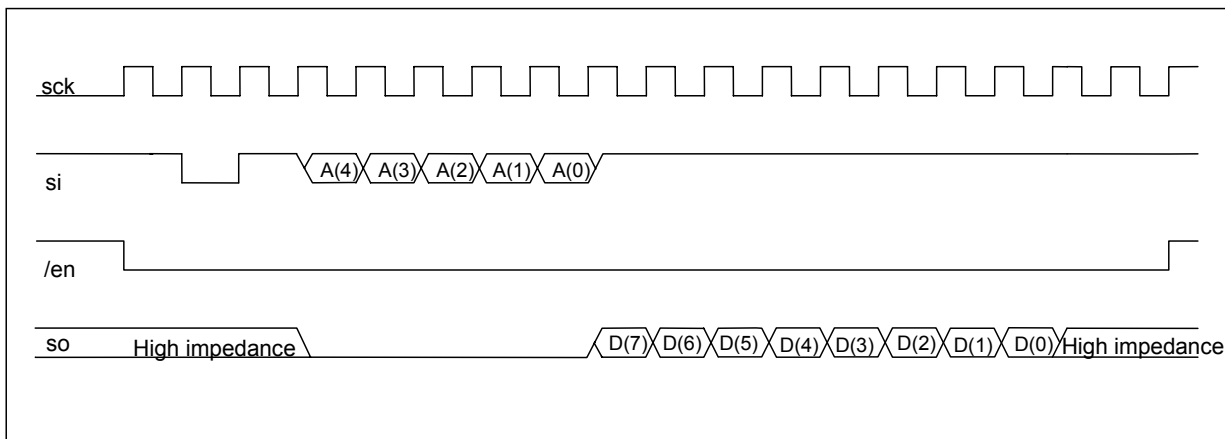 sck
si A(4) A(3) A(2) A(1) A(0)
/en
so High impedance D(7) D(6) D(5) D(4) D(3) D(2) D(1) D(0) High impedance